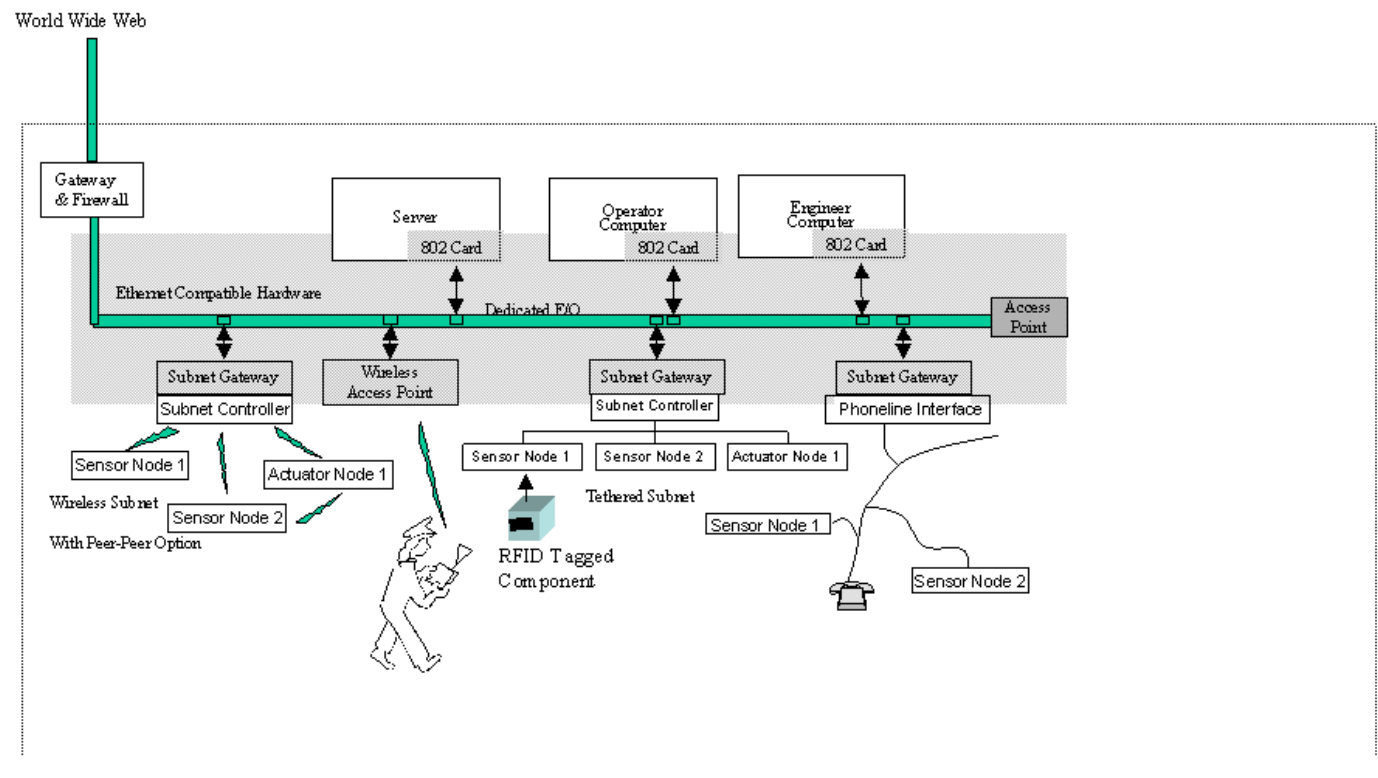 World Wide Web
Gateway
& Firewall
Server
802 Card
Operator
Computer
802 Card
Engineer
Computer
802 Card
Ethernet Compatible Hardware
Dedicated F/O
Access
Point
Subnet Gateway
Subnet Controller
Wireless
Access Point
Subnet Gateway
Subnet Controller
Subnet Gateway
Phoneline Interface
Sensor Node 1
Actuator Node 1
Sensor Node 2
Wireless Subnet
With Peer-Peer Option
Sensor Node 1
Sensor Node 2
Actuator Node 1
Tethered Subnet
RFID Tagged
Component
Sensor Node 1
Sensor Node 2